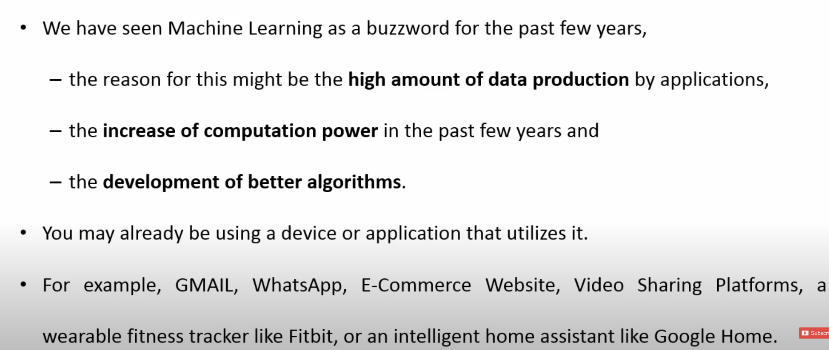 • We have seen Machine Learning as a buzzword for the past few years,
– the reason for this might be the high amount of data production by applications,
– the increase of computation power in the past few years and
– the development of better algorithms.
• You may already be using a device or application that utilizes it.
• For example, GMAIL, WhatsApp, E-Commerce Website, Video Sharing Platforms, a
wearable fitness tracker like Fitbit, or an intelligent home assistant like Google Home.